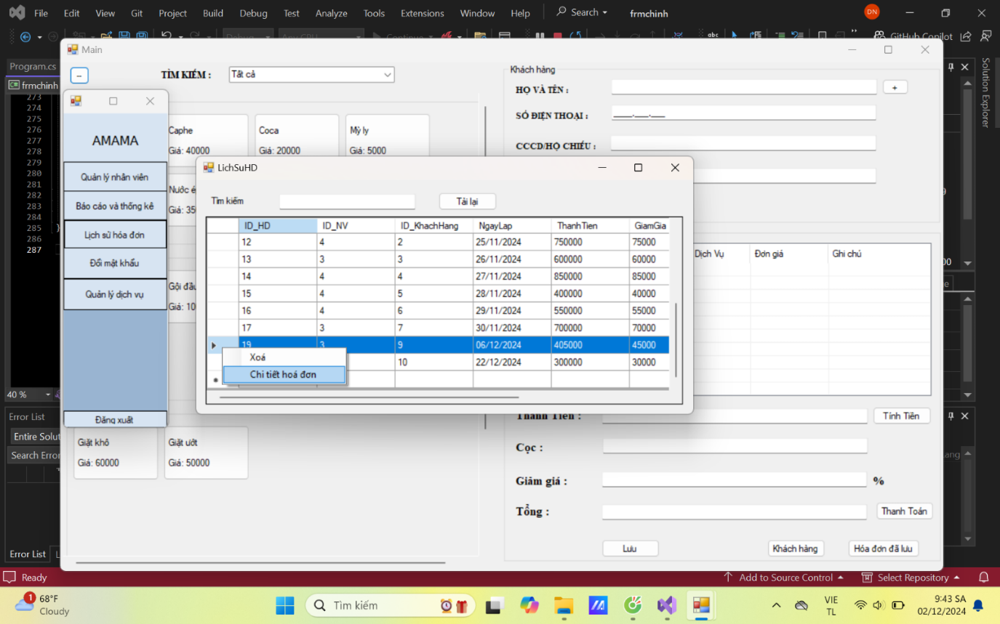 File Edit View Git Project Build Debug Test Analyze Tools Extensions Window Help Search frmchinh DN
Debug Any CPU Continue abc GitHub Copilot
Program.cs
frmchinh
Solution Explorer
273
274
275
276
277
278
279
280
281
282
283
284
285 }
286
287
40 %
Error List
Entire Solut
Search Error
Error List
Main
--
TÌM KIẾM : Tất cả
AMAMA
Quản lý nhân viên
Báo cáo và thống kê
Lịch sử hóa đơn
Đổi mật khẩu
Quản lý dịch vụ
Đăng xuất
Caphe
Giá: 40000
Coca
Giá: 20000
Mỳ ly
Giá: 5000
Nước é
Giá: 350
Gội đầu
Giá: 10
Giặt khô
Giá: 60000
Giặt ướt
Giá: 50000
Khách hàng
HỌ VÀ TÊN : +
SỐ ĐIỆN THOẠI : ____.___.___
CCCD/HỘ CHIẾU :
LichSuHD
Tìm kiếm Tải lại
ID_HD ID_NV ID_KhachHang NgayLap ThanhTien GiamGia
12 4 2 25/11/2024 750000 75000
13 3 3 26/11/2024 600000 60000
14 4 4 27/11/2024 850000 85000
15 4 5 28/11/2024 400000 40000
16 4 6 29/11/2024 550000 55000
17 3 7 30/11/2024 700000 70000
19 3 9 06/12/2024 405000 45000
10 22/12/2024 300000 30000
Xoá
Chi tiết hoá đơn
Dịch Vụ Đơn giá Ghi chú
Thành Tiền : Tính Tiền
Cọc :
Giảm giá : %
Tổng : Thanh Toán
Lưu Khách hàng Hóa đơn đã lưu
Ready Add to Source Control Select Repository
1
68°F
Cloudy
Tìm kiếm
VIE
TL
9:43 SA
02/12/2024